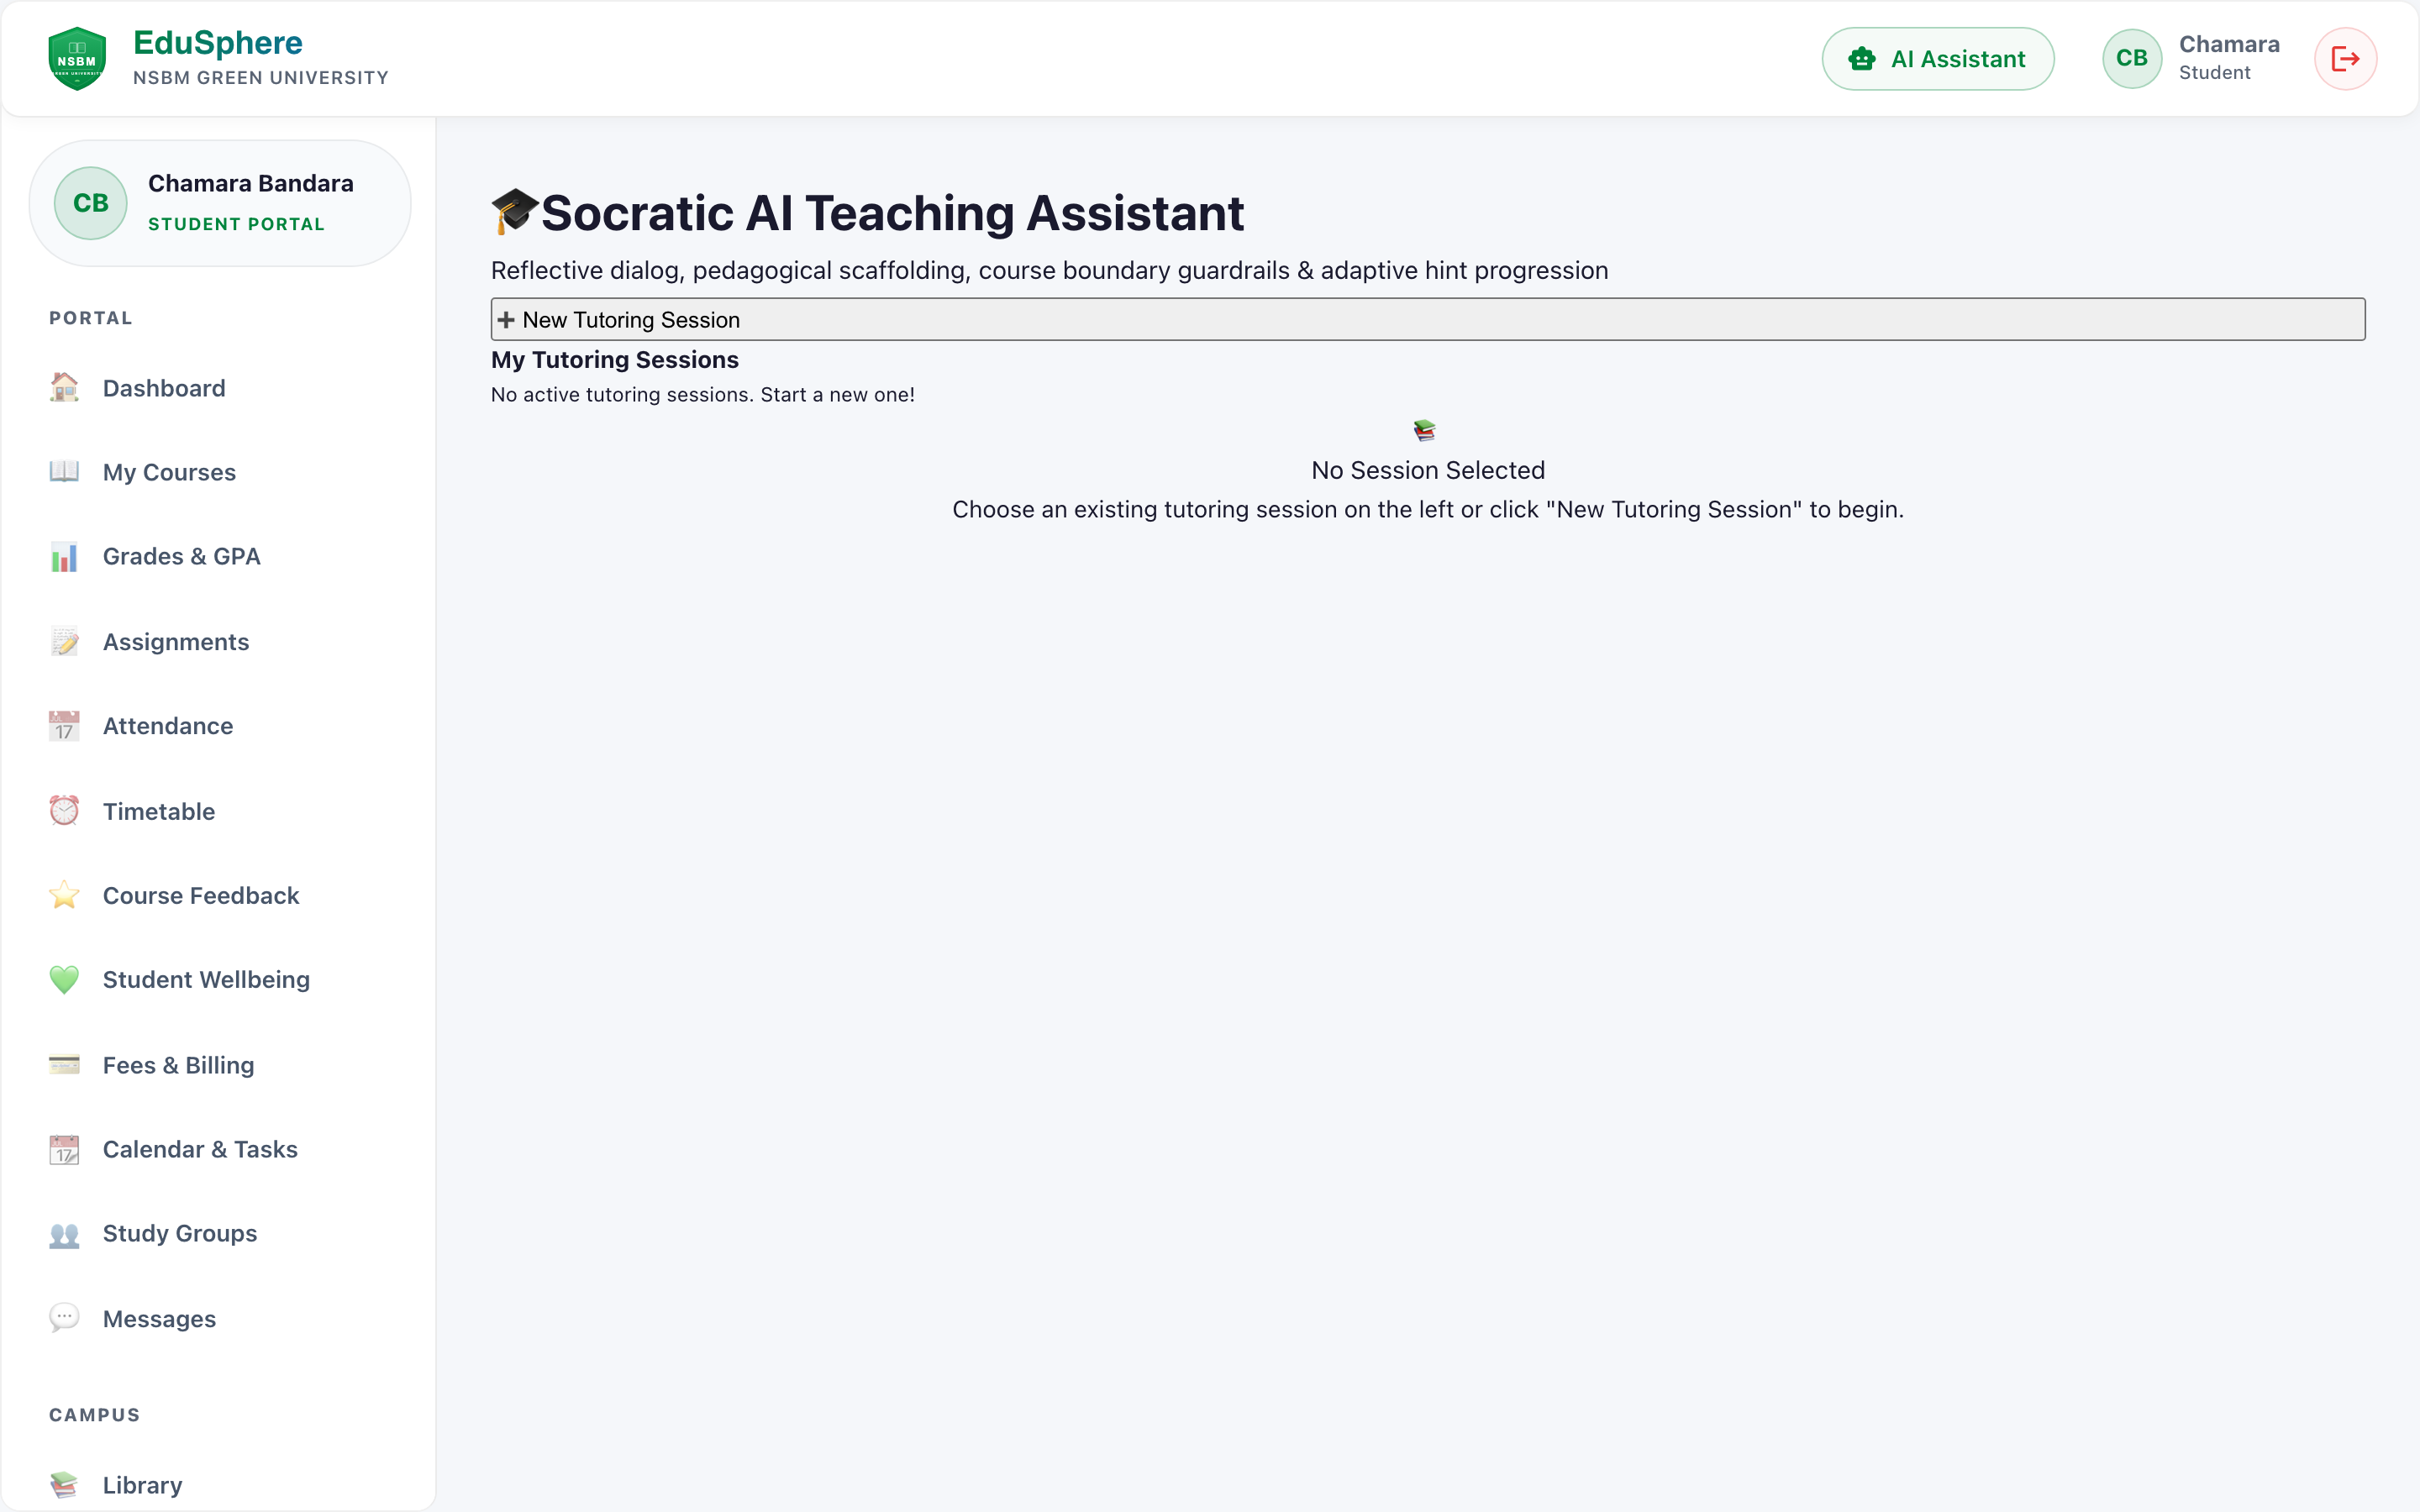 NSBM
GREEN UNIVERSITY
EduSphere
NSBM GREEN UNIVERSITY
AI Assistant
CB
Chamara
Student
CB
Chamara Bandara
STUDENT PORTAL
PORTAL
Dashboard
My Courses
Grades & GPA
Assignments
17
Attendance
Timetable
Course Feedback
Student Wellbeing
Fees & Billing
17
Calendar & Tasks
Study Groups
Messages
CAMPUS
Library
Socratic AI Teaching Assistant
Reflective dialog, pedagogical scaffolding, course boundary guardrails & adaptive hint progression
New Tutoring Session
My Tutoring Sessions
No active tutoring sessions. Start a new one!
No Session Selected
Choose an existing tutoring session on the left or click "New Tutoring Session" to begin.